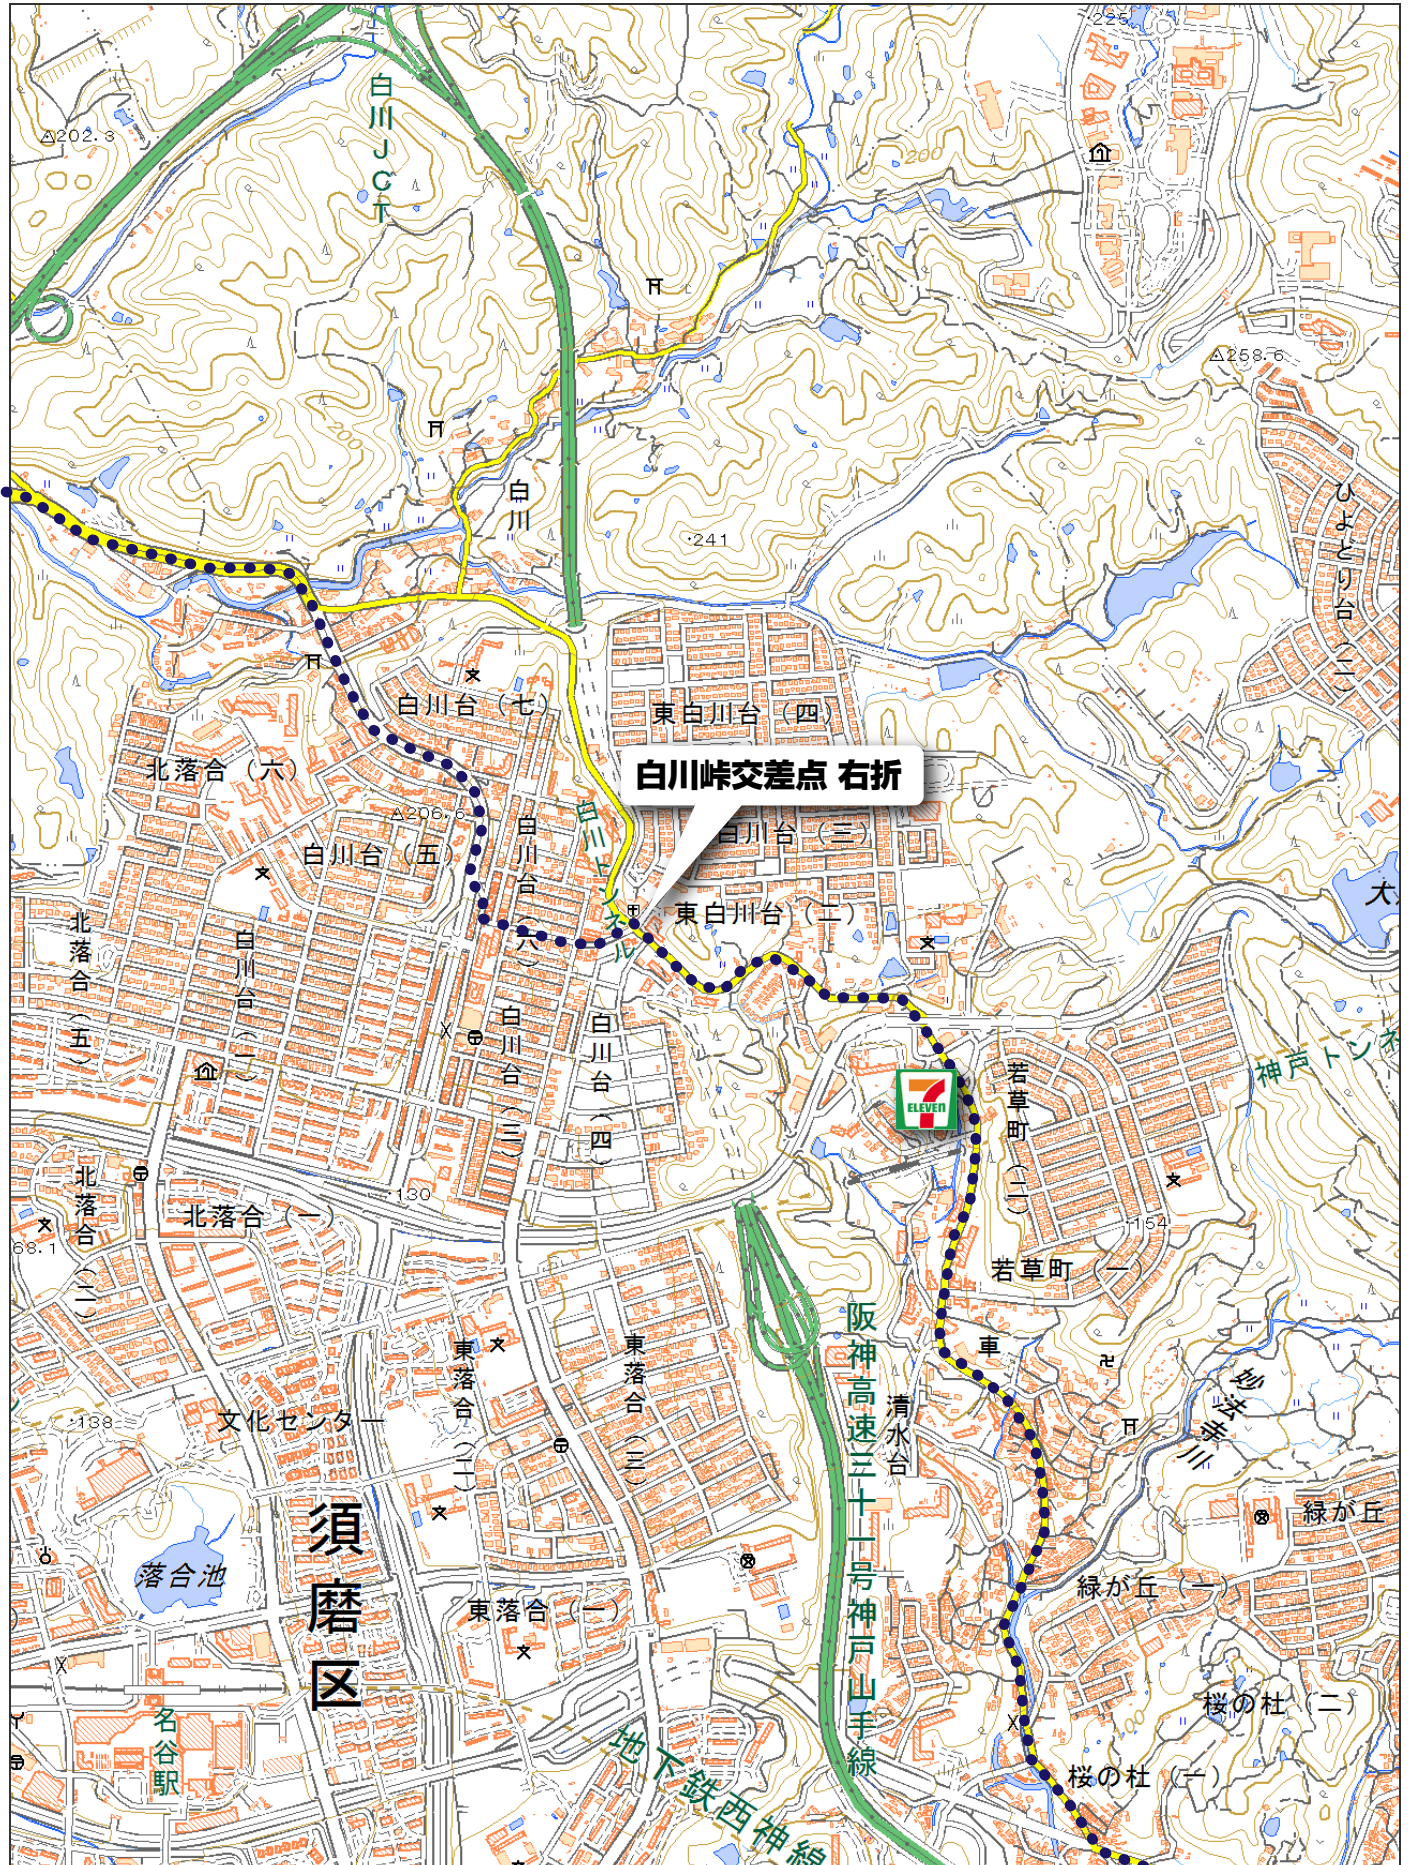 225
白川JCT
202.3
200
258.6
200
白川
241
ひよどり台(二)
白川台(七)
東白川台(四)
白川峠交差点 右折
北落合(六)
206.6
白川台(五)
白川台(六)
白川トンネル
白川台(三)
東白川台(二)
大
北落合(五)
白川台(一)
白川台(三)
白川台(四)
神戸トンネ
ELEVEN
若草町(二)
北落合(二)
130
北落合(一)
154
68.1
若草町(一)
車
東落合(二)
東落合(三)
阪神高速三十一号神戸山手線
清水台
妙法寺川
138
文化センター
須磨区
緑が丘
落合池
東落合(一)
緑が丘(一)
名谷駅
地下鉄西神線
桜の杜(二)
100
桜の杜(一)